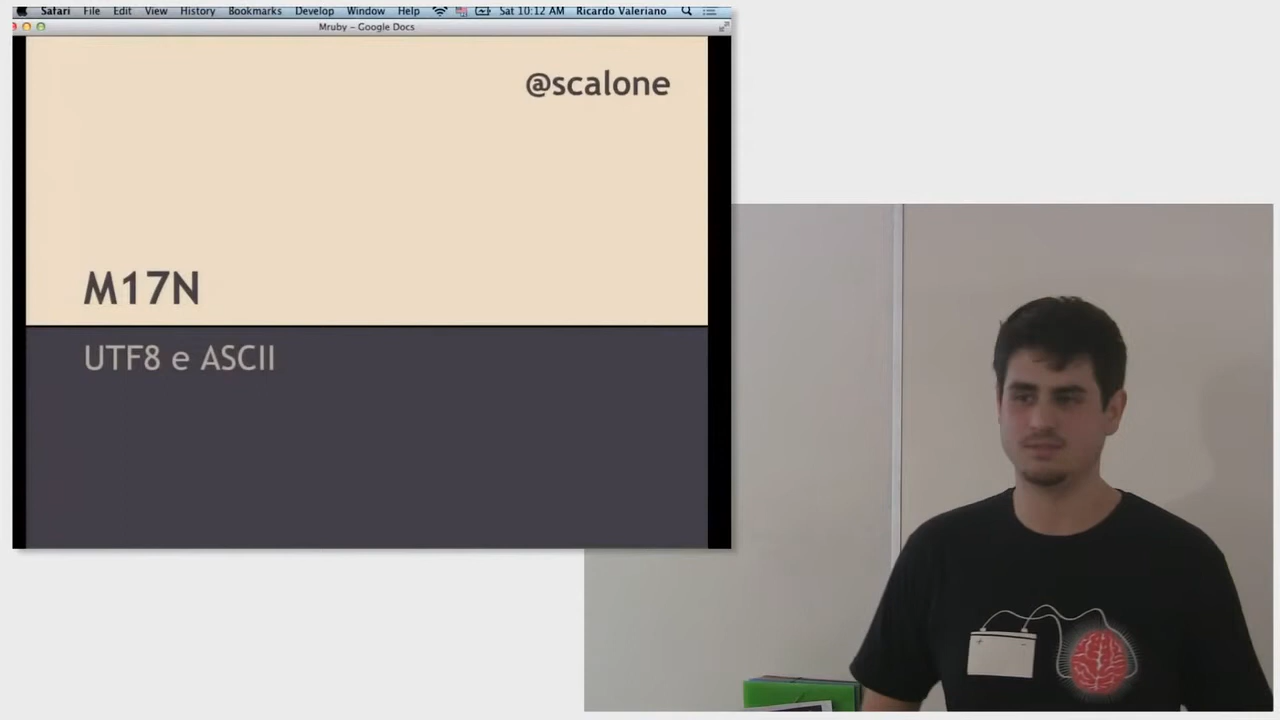 Safari File Edit View History Bookmarks Develop Window Help Sat 10:12 AM Ricardo Valeriano
Mruby – Google Docs
@scalone
M17N
UTF8 e ASCII